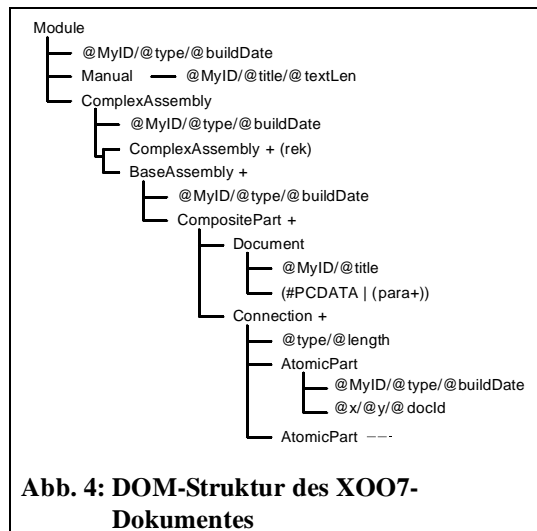 Module
@MyID/@type/@buildDate
Manual @MyID/@title/@textLen
ComplexAssembly
@MyID/@type/@buildDate
ComplexAssembly + (rek)
BaseAssembly +
@MyID/@type/@buildDate
CompositePart +
Document
@MyID/@title
(#PCDATA | (para+))
Connection +
@type/@length
AtomicPart
@MyID/@type/@buildDate
@x/@y/@docId
AtomicPart
Abb. 4: DOM-Struktur des XOO7-
Dokumentes